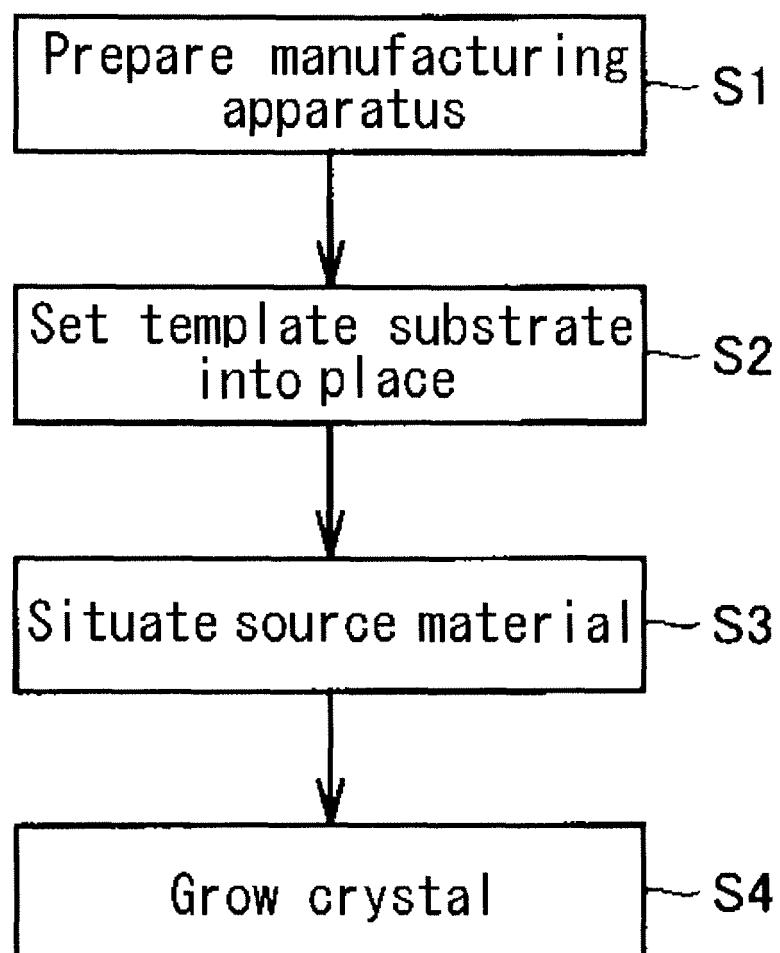 Prepare manufacturing
apparatus
S1
Set template substrate
into place
S2
Situate source material
S3
Grow crystal
S4